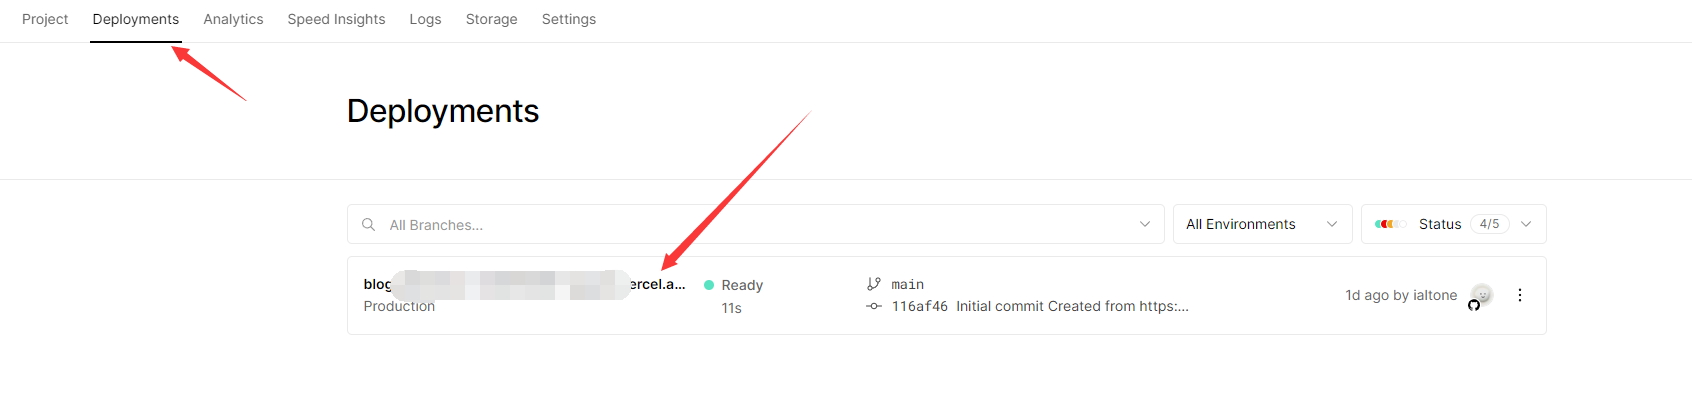 Project Deployments Analytics Speed Insights Logs Storage Settings
Deployments
All Branches...
All Environments
Status 4/5
blog ercel.a...
Ready
main
Production
11s
116af46 Initial commit Created from https:...
1d ago by ialtone